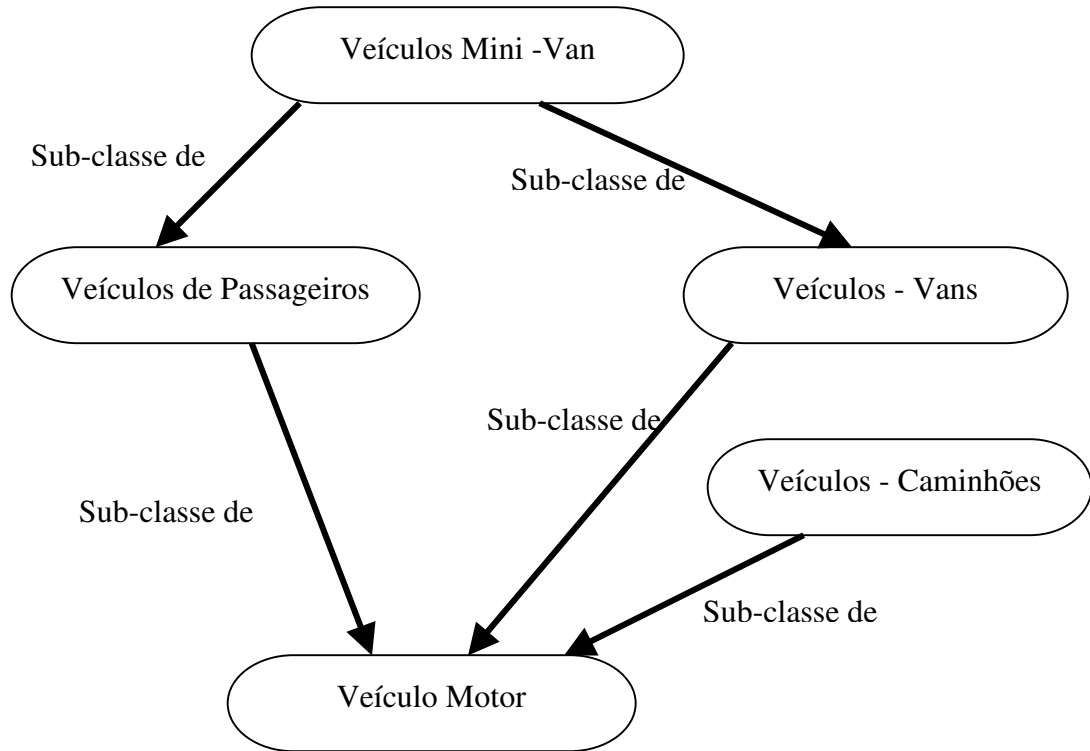 Veículos Mini -Van
Sub-classe de
Sub-classe de
Veículos de Passageiros
Veículos - Vans
Sub-classe de
Veículos - Caminhões
Sub-classe de
Sub-classe de
Veículo Motor